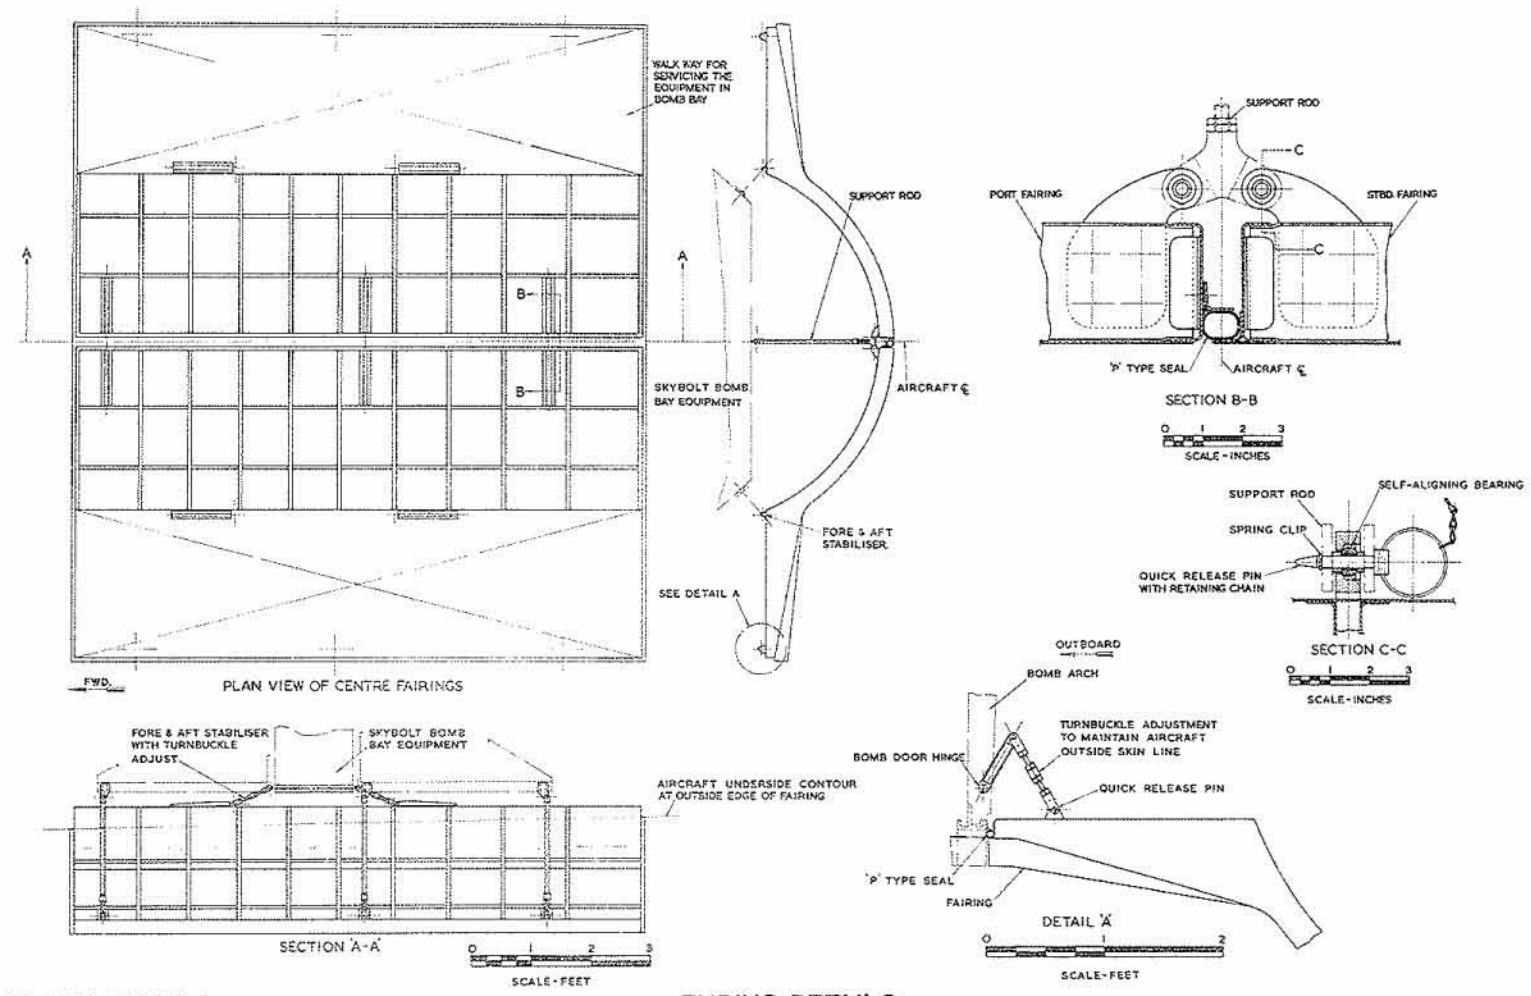 WALK WAY FOR
SERVICING THE
EQUIPMENT IN
BOMB BAY
A
A
B
B
SUPPORT ROD
AIRCRAFT ℄
SKYBOLT BOMB
BAY EQUIPMENT
FORE & AFT
STABILISER
SEE DETAIL A
FWD.
PLAN VIEW OF CENTRE FAIRINGS
SUPPORT ROD
C
PORT FAIRING
STBD. FAIRING
C
'P' TYPE SEAL
AIRCRAFT ℄
SECTION B-B
0 1 2 3
SCALE-INCHES
SUPPORT ROD
SELF-ALIGNING BEARING
SPRING CLIP
QUICK RELEASE PIN
WITH RETAINING CHAIN
SECTION C-C
0 1 2 3
SCALE-INCHES
FORE & AFT STABILISER
WITH TURNBUCKLE
ADJUST
SKYBOLT BOMB
BAY EQUIPMENT
AIRCRAFT UNDERSIDE CONTOUR
AT OUTSIDE EDGE OF FAIRING
SECTION 'A-A'
0 1 2 3
SCALE-FEET
OUTBOARD
BOMB ARCH
TURNBUCKLE ADJUSTMENT
TO MAINTAIN AIRCRAFT
OUTSIDE SKIN LINE
BOMB DOOR HINGE
QUICK RELEASE PIN
'P' TYPE SEAL
FAIRING
DETAIL 'A'
0 1 2
SCALE-FEET